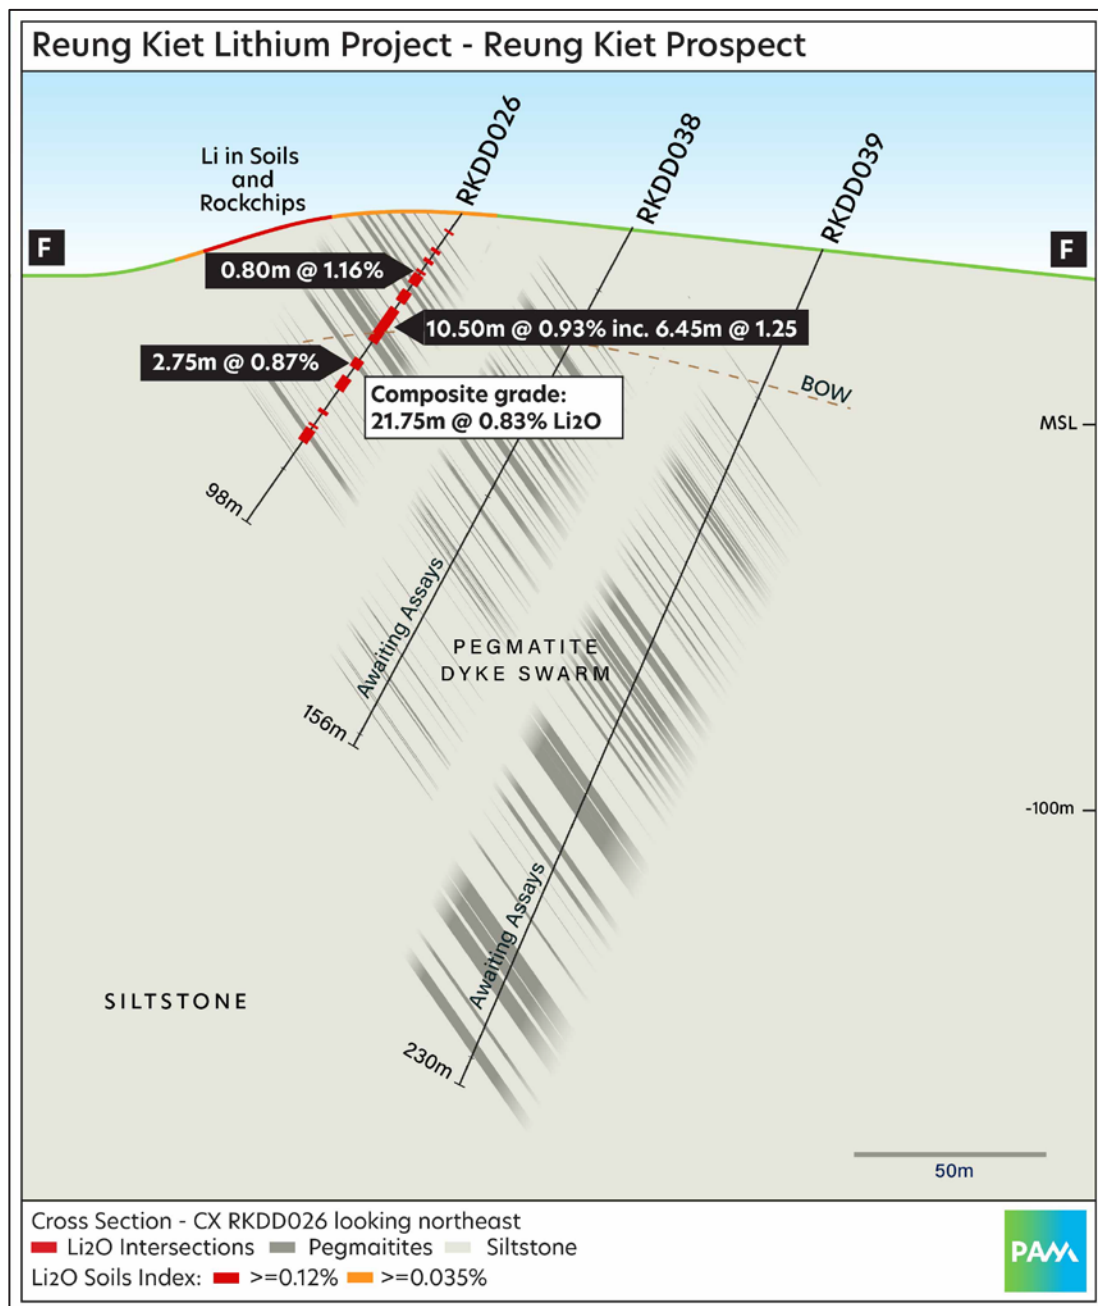 Reung Kiet Lithium Project - Reung Kiet Prospect
Li in Soils
and
Rockchips
RKDD026
RKDD038
RKDD039
F
F
0.80m @ 1.16%
10.50m @ 0.93% inc. 6.45m @ 1.25
2.75m @ 0.87%
Composite grade:
21.75m @ 0.83% Li2O
BOW
MSL
98m
Awaiting Assays
156m
PEGMATITE
DYKE SWARM
-100m
Awaiting Assays
SILTSTONE
230m
50m
Cross Section - CX RKDD026 looking northeast
Li2O Intersections Pegmaitites Siltstone
Li2O Soils Index: >=0.12% >=0.035%
PAM